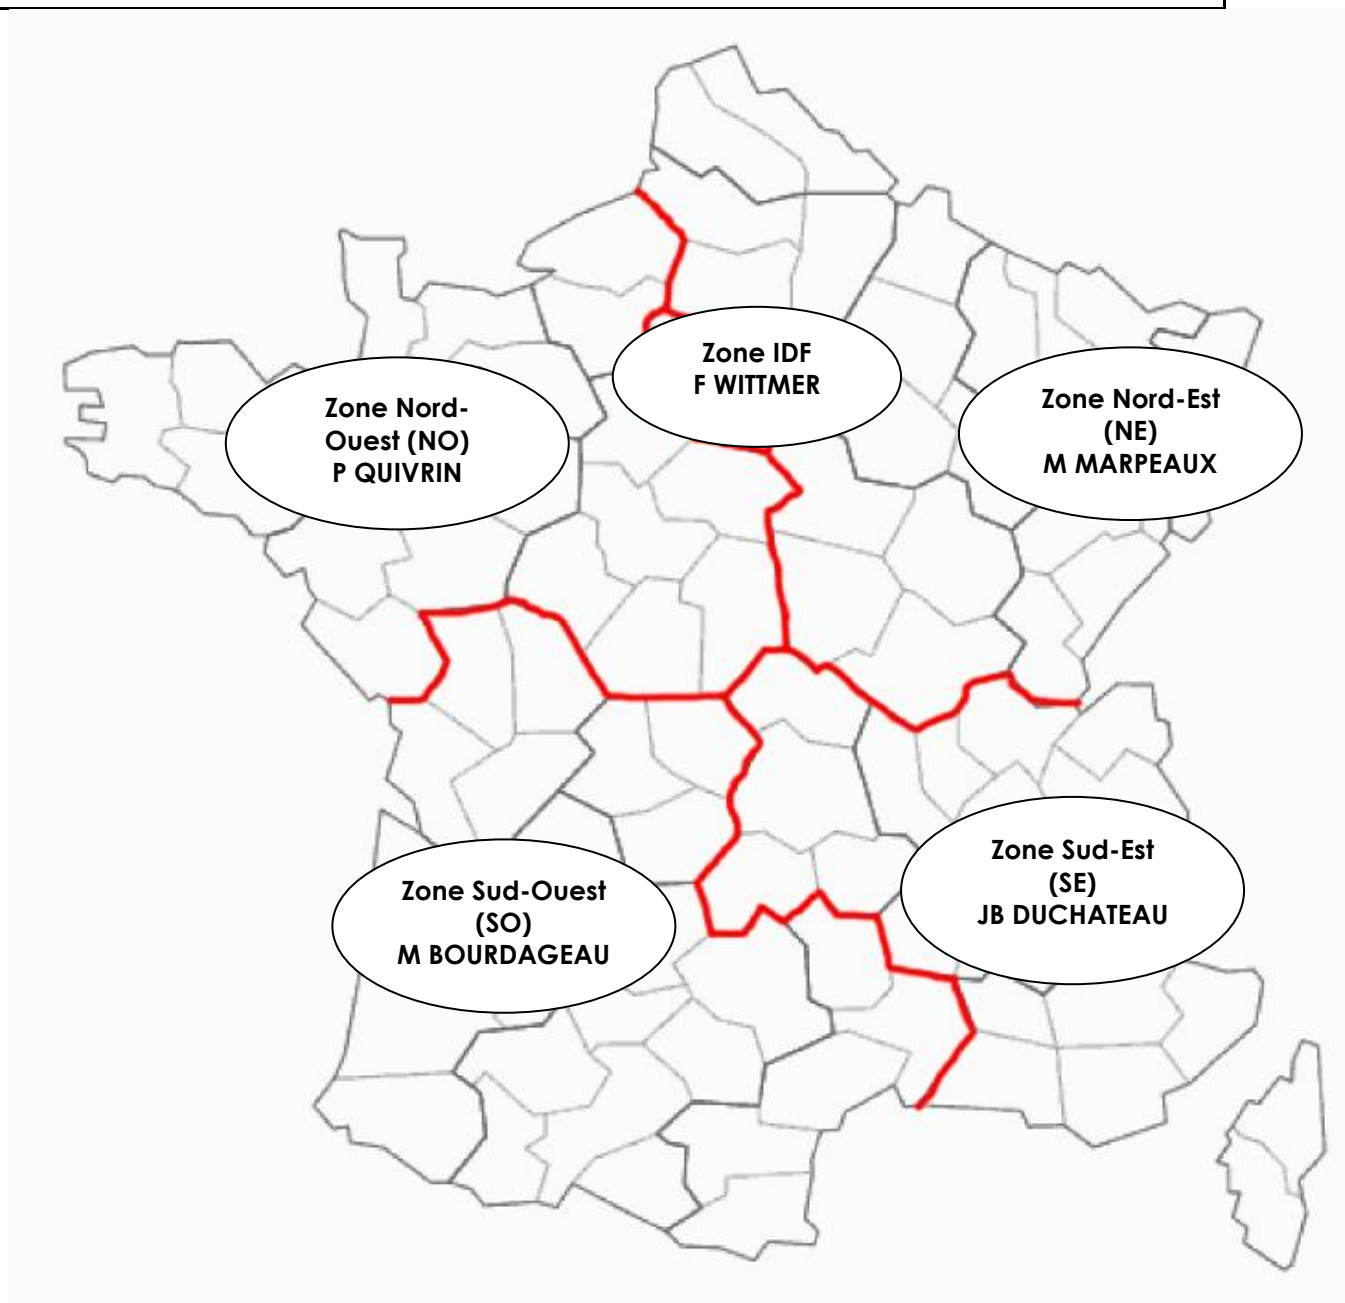 Zone IDF
F WITTMER
Zone Nord-
Ouest (NO)
P QUIVRIN
Zone Nord-Est
(NE)
M MARPEAUX
Zone Sud-Ouest
(SO)
M BOURDAGEAU
Zone Sud-Est
(SE)
JB DUCHATEAU